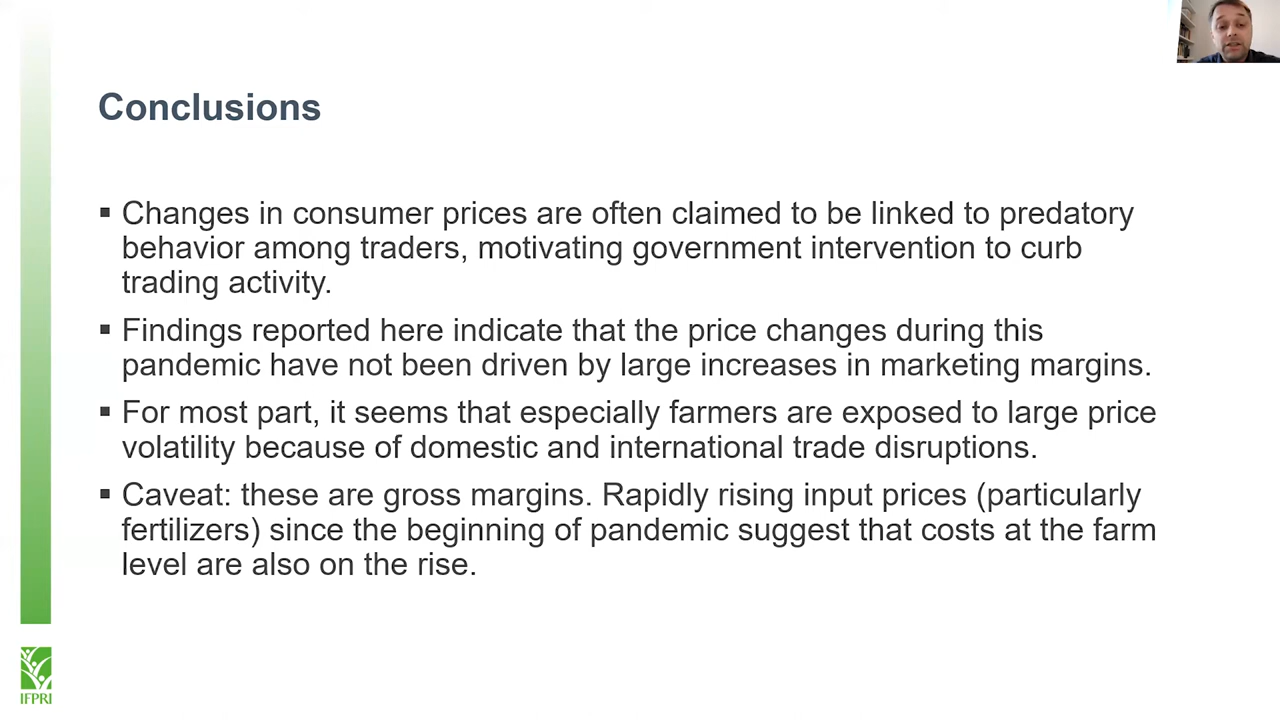 Conclusions
▪ Changes in consumer prices are often claimed to be linked to predatory
behavior among traders, motivating government intervention to curb
trading activity.
▪ Findings reported here indicate that the price changes during this
pandemic have not been driven by large increases in marketing margins.
▪ For most part, it seems that especially farmers are exposed to large price
volatility because of domestic and international trade disruptions.
▪ Caveat: these are gross margins. Rapidly rising input prices (particularly
fertilizers) since the beginning of pandemic suggest that costs at the farm
level are also on the rise.
IFPRI